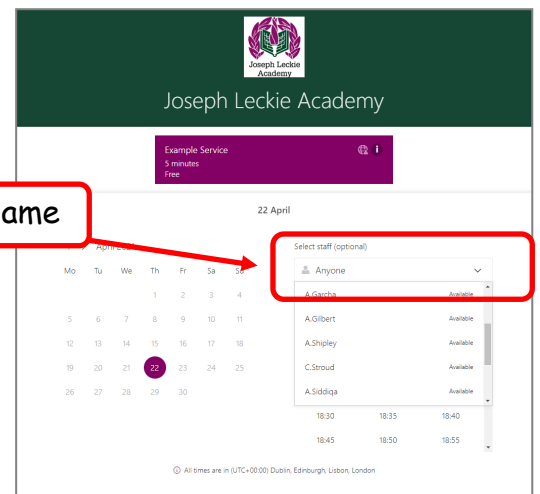 Joseph Leckie
Academy
Joseph Leckie Academy
Example Service
5 minutes
Free
22 April
ame
Select staff (optional)
Anyone
Mo Tu We Th Fr Sa Su
1 2 3 4
5 6 7 8 9 10 11
12 13 14 15 16 17 18
19 20 21 22 23 24 25
26 27 28 29 30
A.Garcha Available
A.Gilbert Available
A.Shipley Available
C.Stroud Available
A.Siddiqa Available
18:30 18:35 18:40
18:45 18:50 18:55
All times are in (UTC+00:00) Dublin, Edinburgh, Lisbon, London